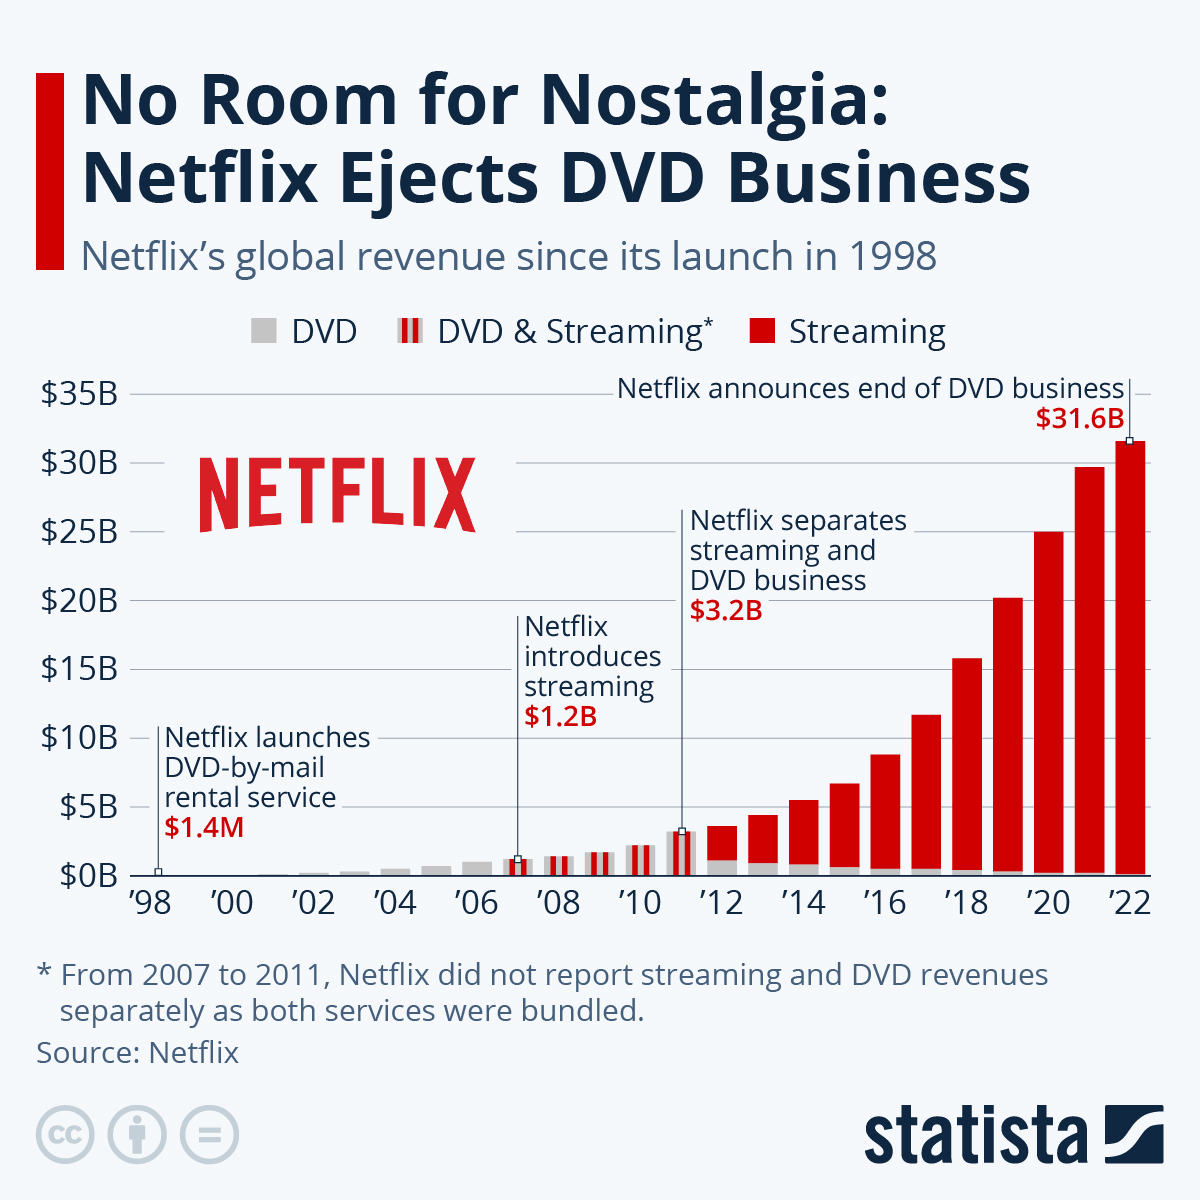 No Room for Nostalgia:
Netflix Ejects DVD Business
Netflix’s global revenue since its launch in 1998
DVD
DVD & Streaming*
Streaming
$35B
$30B
$25B
$20B
$15B
$10B
$5B
$0B
NETFLIX
Netflix announces end of DVD business
$31.6B
Netflix separates
streaming and
DVD business
$3.2B
Netflix
introduces
streaming
$1.2B
Netflix launches
DVD-by-mail
rental service
$1.4M
’98 ’00 ’02 ’04 ’06 ’08 ’10 ’12 ’14 ’16 ’18 ’20 ’22
* From 2007 to 2011, Netflix did not report streaming and DVD revenues
separately as both services were bundled.
Source: Netflix
cc
statista